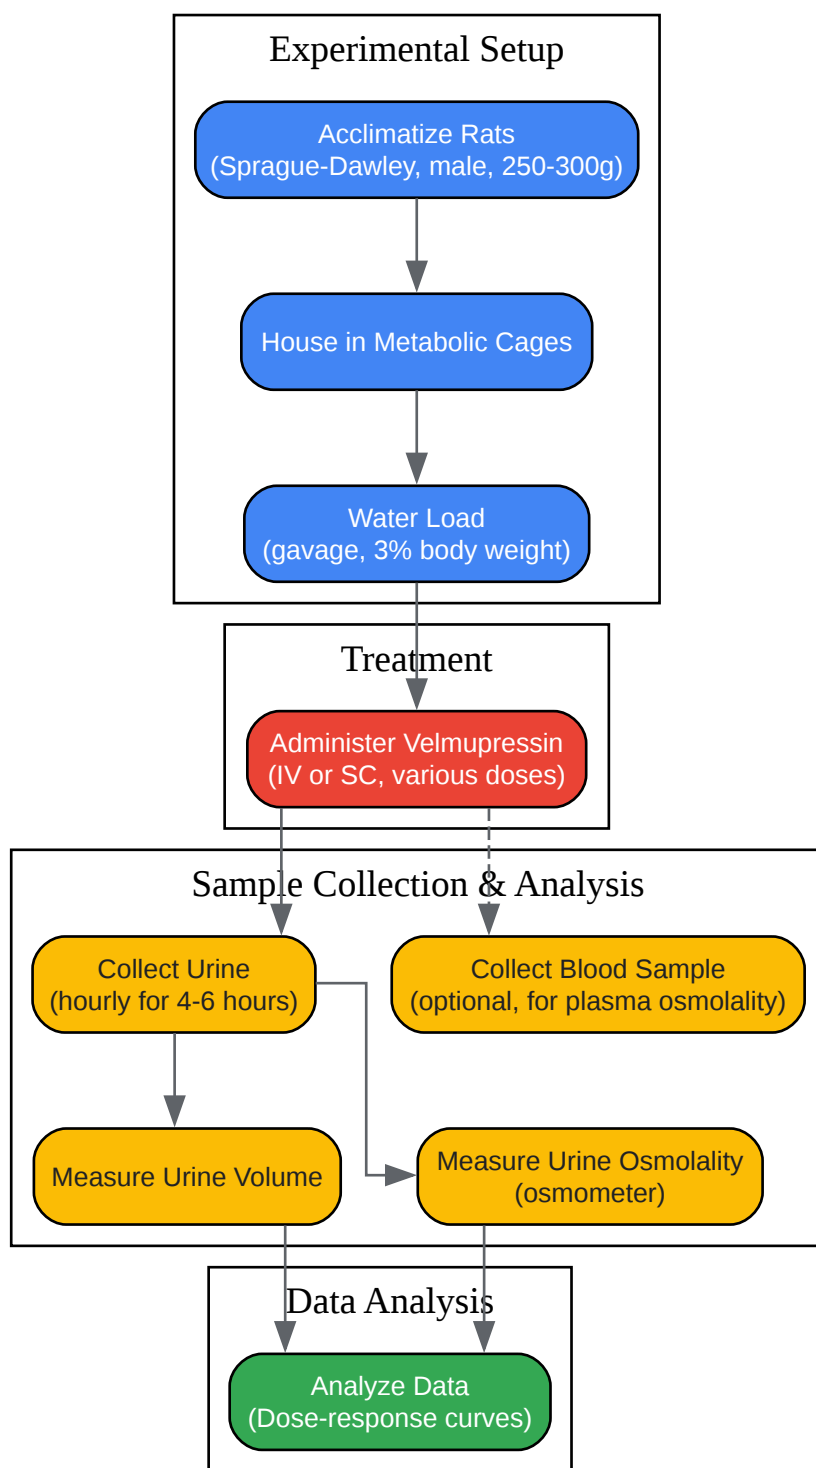 Experimental Setup
Acclimatize Rats
(Sprague-Dawley, male, 250-300g)
House in Metabolic Cages
Water Load
(gavage, 3% body weight)
Treatment
Administer Velmupressin
(IV or SC, various doses)
Sample Collection & Analysis
Collect Urine
(hourly for 4-6 hours)
Collect Blood Sample
(optional, for plasma osmolality)
Measure Urine Volume
Measure Urine Osmolality
(osmometer)
Data Analysis
Analyze Data
(Dose-response curves)